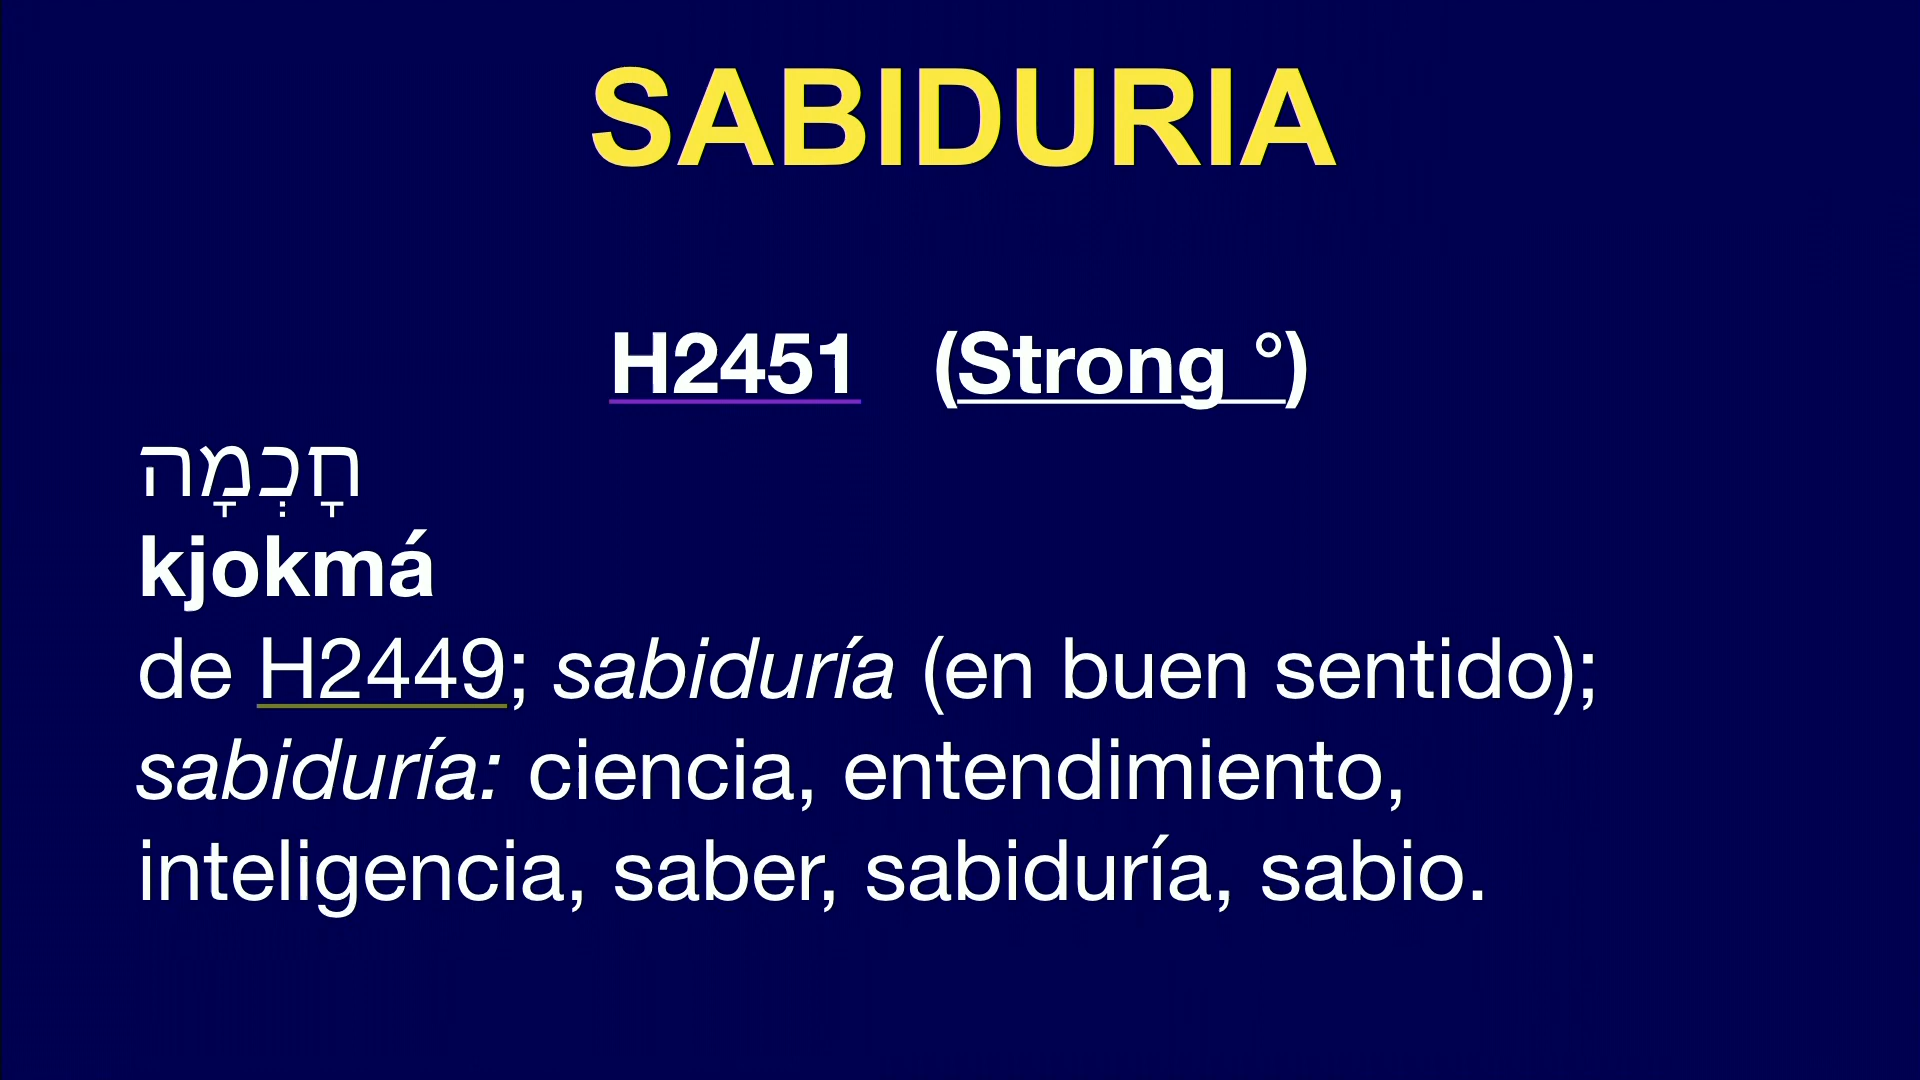 SABIDURIA
H2451 (Strong °)
חָכְמָה
kjokmá
de H2449; sabiduría (en buen sentido);
sabiduría: ciencia, entendimiento,
inteligencia, saber, sabiduría, sabio.